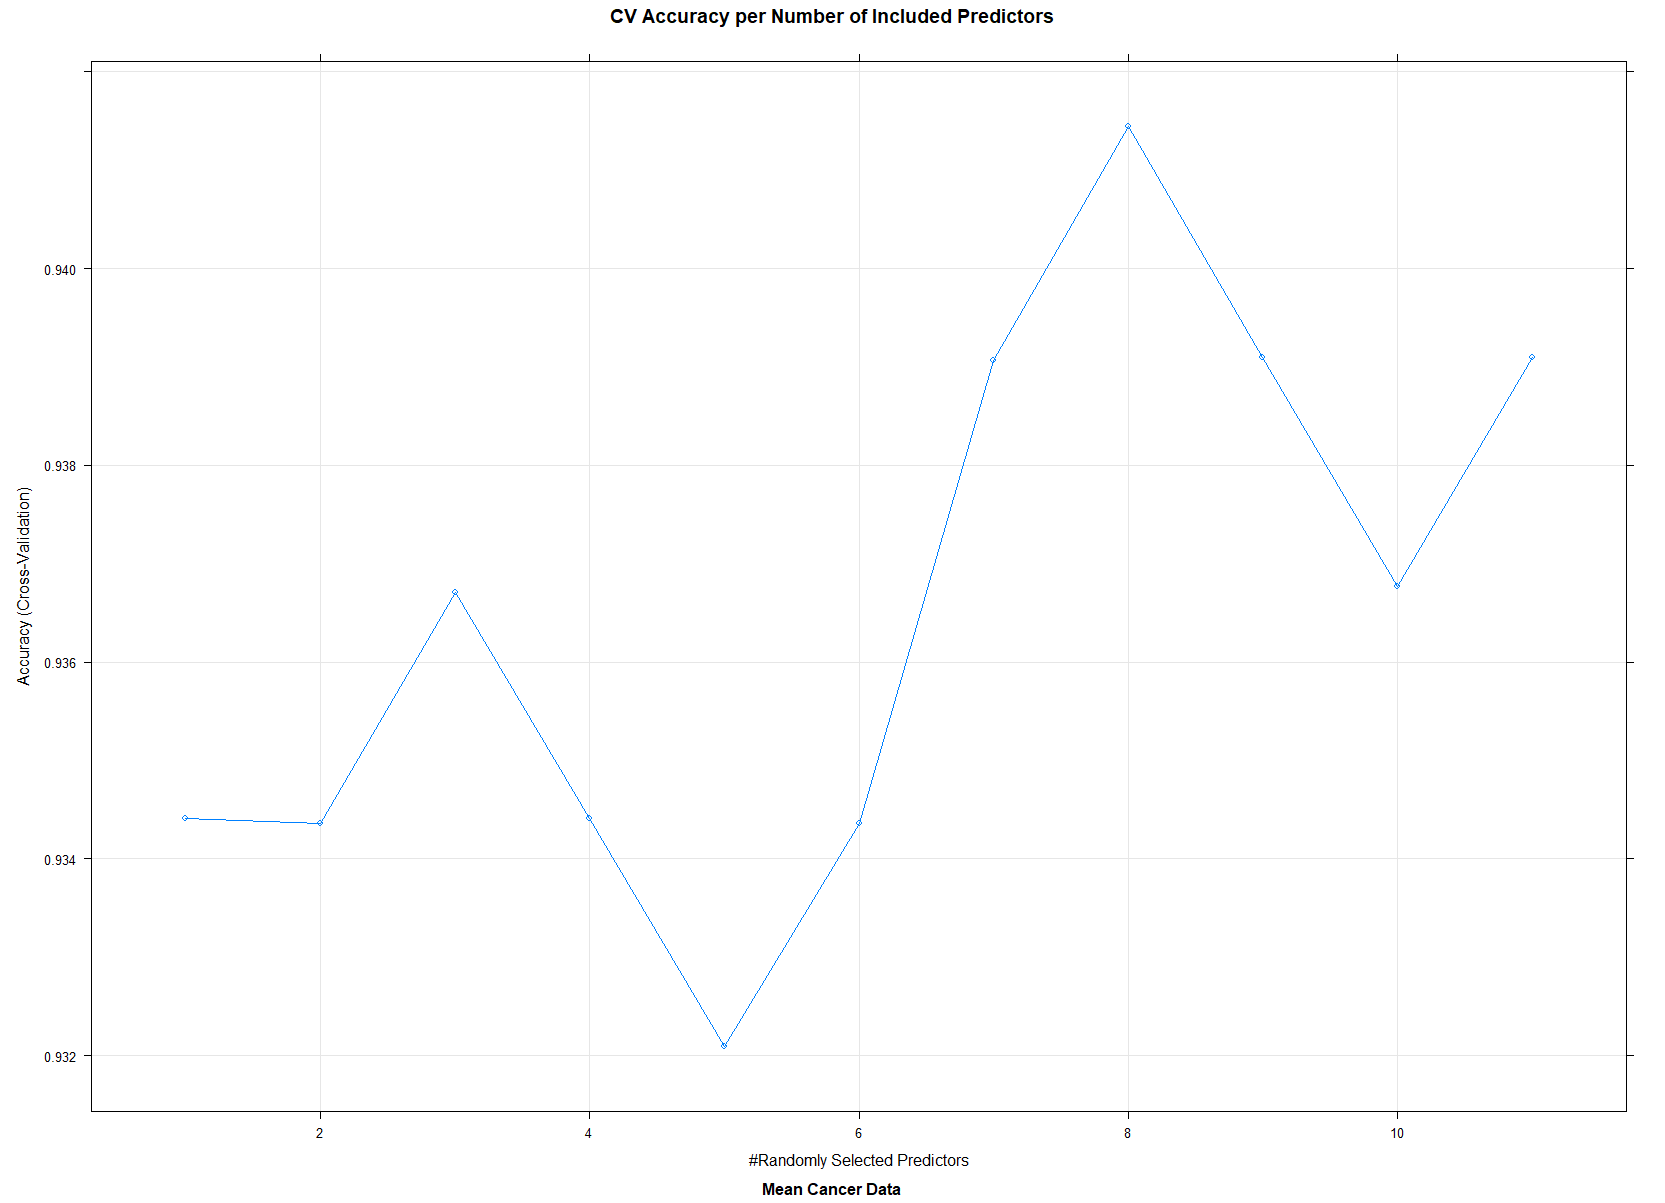 CV Accuracy per Number of Included Predictors
0.940
0.938
0.936
0.934
0.932
Accuracy (Cross-Validation)
2 4 6 8 10
#Randomly Selected Predictors
Mean Cancer Data